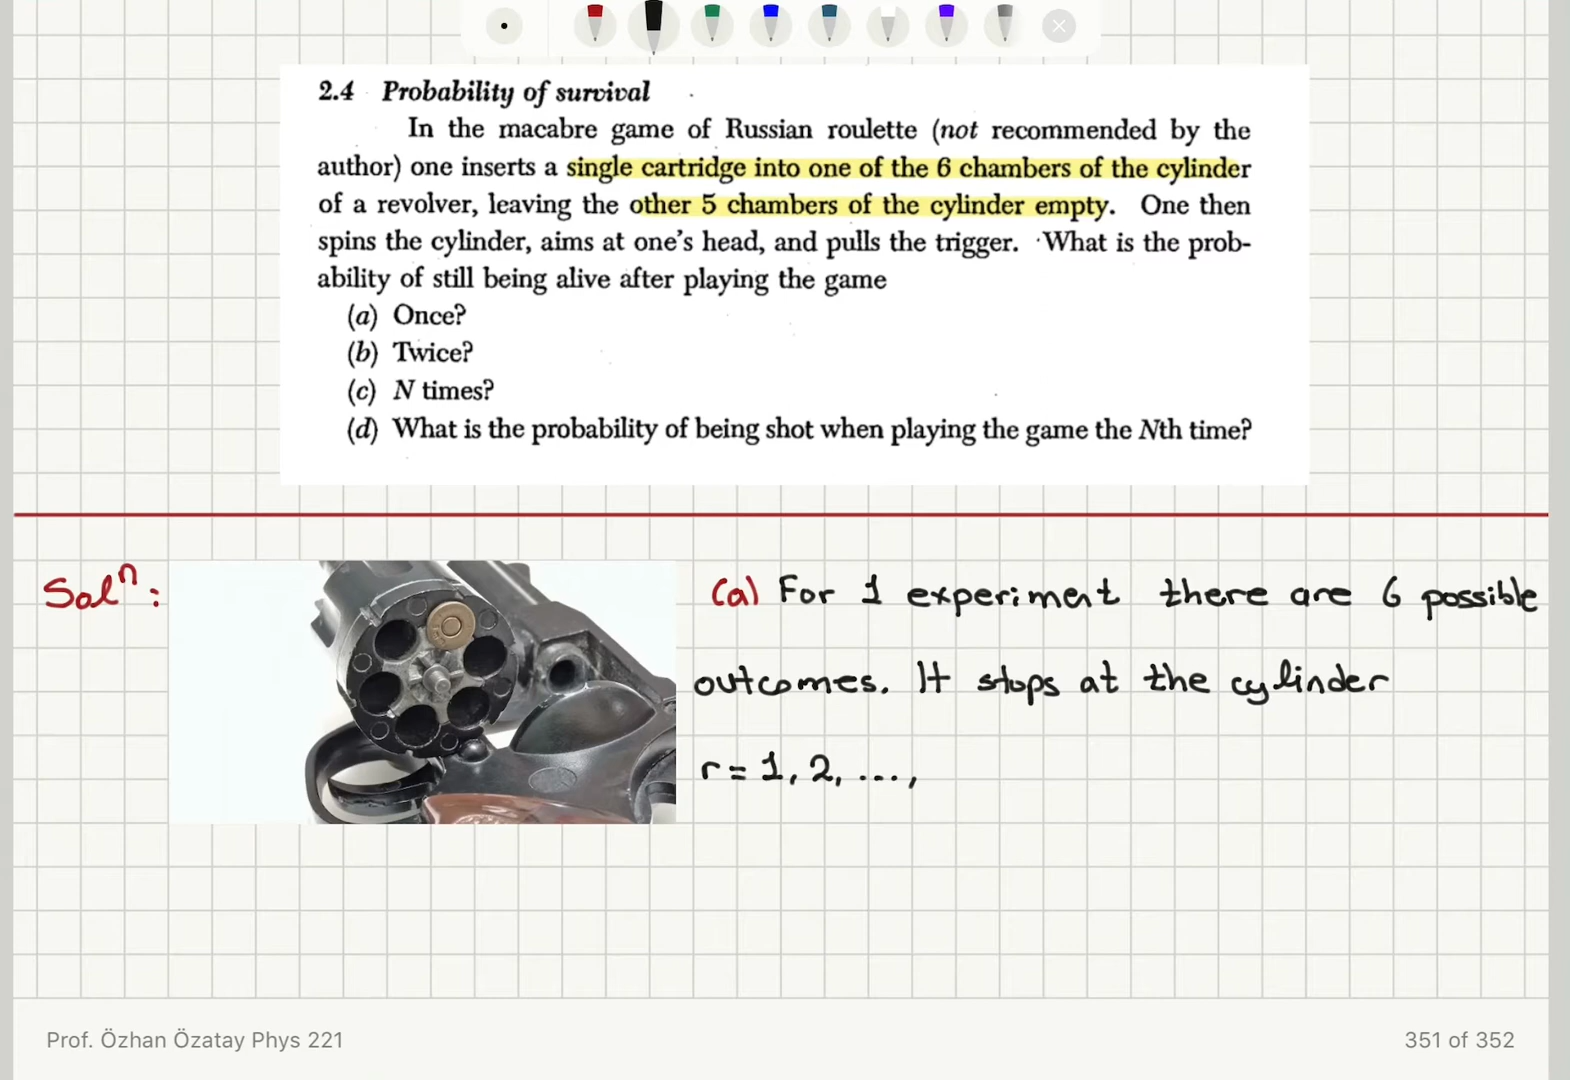 2.4 Probability of survival
In the macabre game of Russian roulette (not recommended by the
author) one inserts a single cartridge into one of the 6 chambers of the cylinder
of a revolver, leaving the other 5 chambers of the cylinder empty. One then
spins the cylinder, aims at one's head, and pulls the trigger. What is the prob-
ability of still being alive after playing the game
(a) Once?
(b) Twice?
(c) N times?
(d) What is the probability of being shot when playing the game the Nth time?
Solⁿ:
(a) For 1 experiment there are 6 possible
outcomes. It stops at the cylinder
r = 1, 2, ...,
Prof. Özhan Özatay Phys 221
351 of 352